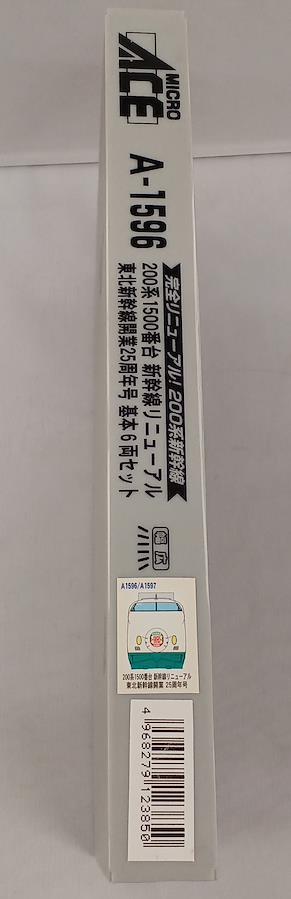 MICRO
ACE
A-1596
完全リニューアル! 200系新幹線
200系1500番台 新幹線リニューアル
東北新幹線開業25周年号 基本6両セット
幅広
A1596/A1597
200系1500番台 新幹線リニューアル
東北新幹線開業 25周年号
4968279123850